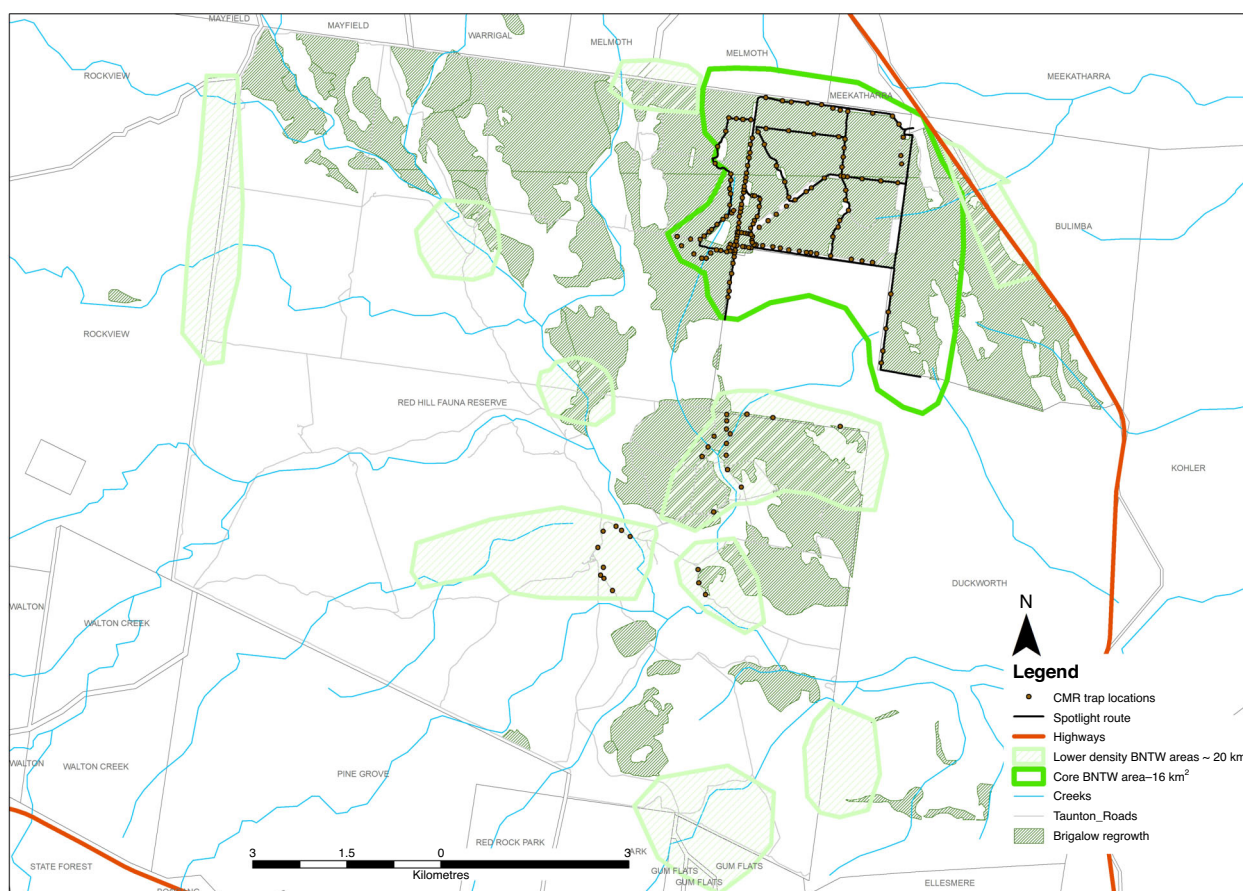 MAYFIELD
MAYFIELD
WARRIGAL
MELMOTH
MELMOTH
ROCKVIEW
MEEKATHARRA
MEEKATHARRA
BULIMBA
ROCKVIEW
RED HILL FAUNA RESERVE
KOHLER
DUCKWORTH
WALTON
WALTON CREEK
N
Legend
CMR trap locations
Spotlight route
Highways
Lower density BNTW areas ~ 20 km
Core BNTW area–16 km²
Creeks
Taunton_Roads
Brigalow regrowth
WALTON
WALTON CREEK
PINE GROVE
RED ROCK PARK
ARK
GUM FLATS
GUM FLATS
GUM FLATS
STATE FOREST
ELLESMERE
3 1.5 0 3
Kilometres